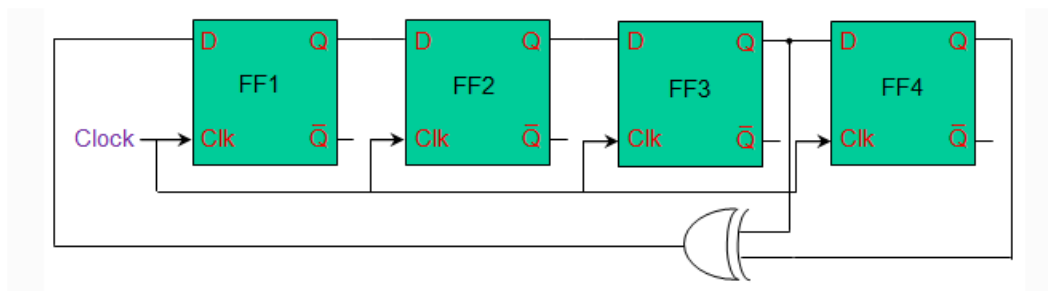 D Q D Q D Q D Q
FF1 FF2 FF3 FF4
Clock Clk Q̅ Clk Q̅ Clk Q̅ Clk Q̅